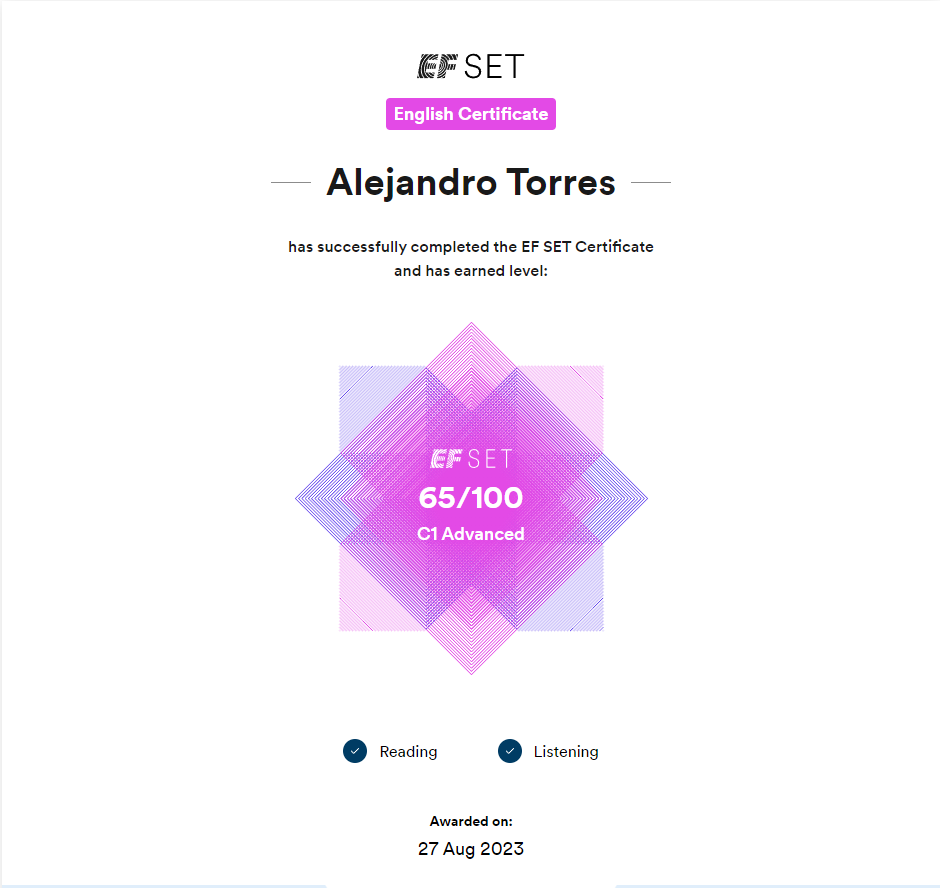 EF SET
English Certificate
Alejandro Torres
has successfully completed the EF SET Certificate
and has earned level:
EF SET
65/100
C1 Advanced
Reading
Listening
Awarded on:
27 Aug 2023